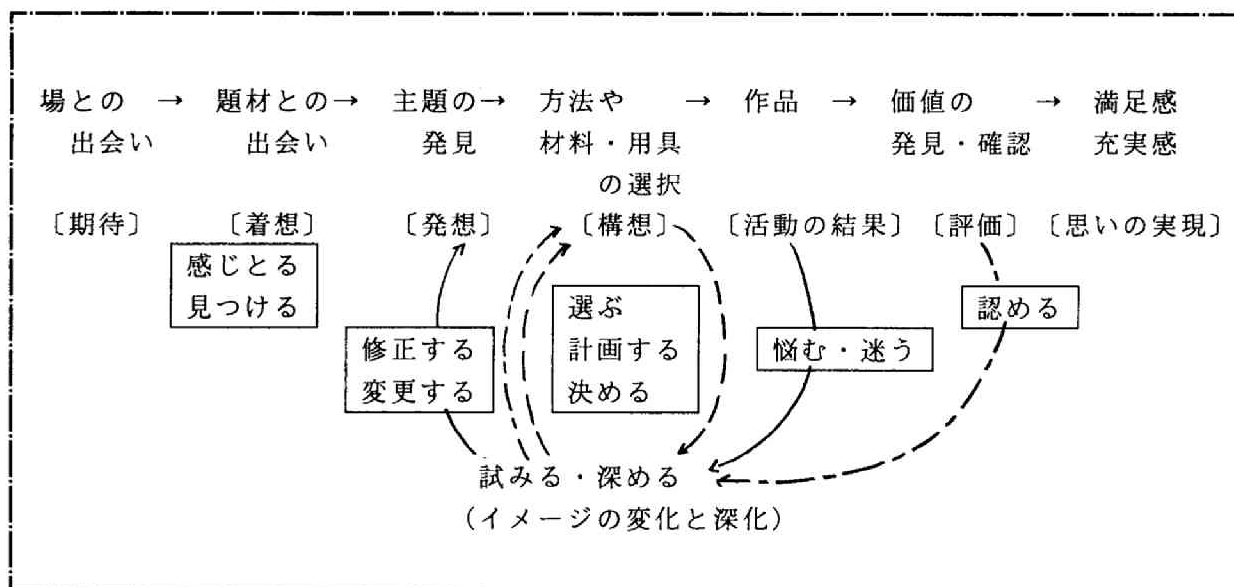 場との → 題材との→ 主題の→ 方法や → 作品 → 価値の → 満足感
出会い 出会い 発見 材料・用具 発見・確認 充実感
の選択
〔期待〕 〔着想〕 〔発想〕 〔構想〕 〔活動の結果〕 〔評価〕 〔思いの実現〕
感じとる
見つける
選ぶ
認める
修正する 計画する 悩む・迷う
変更する 決める
試みる・深める
(イメージの変化と深化)